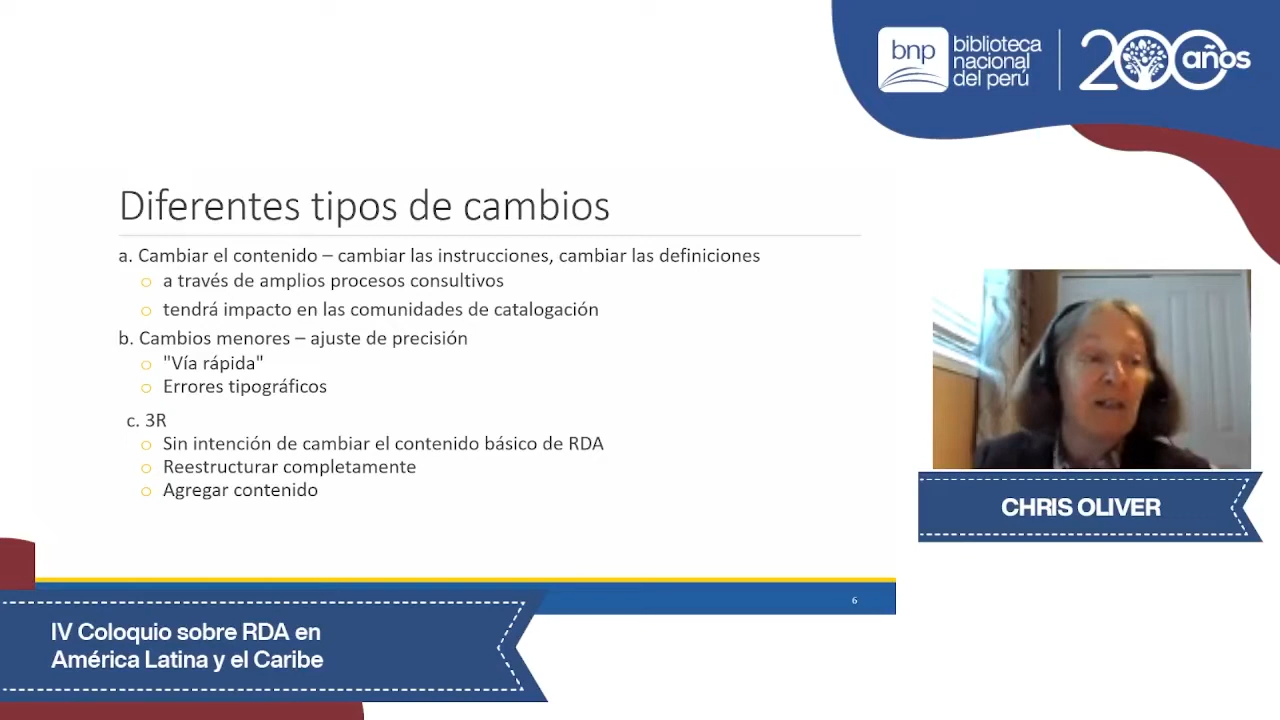 bnp
biblioteca
nacional
del perú
200 años
Diferentes tipos de cambios
a. Cambiar el contenido – cambiar las instrucciones, cambiar las definiciones
o a través de amplios procesos consultivos
o tendrá impacto en las comunidades de catalogación
b. Cambios menores – ajuste de precisión
o "Vía rápida"
o Errores tipográficos
c. 3R
o Sin intención de cambiar el contenido básico de RDA
o Reestructurar completamente
o Agregar contenido
CHRIS OLIVER
6
IV Coloquio sobre RDA en
América Latina y el Caribe